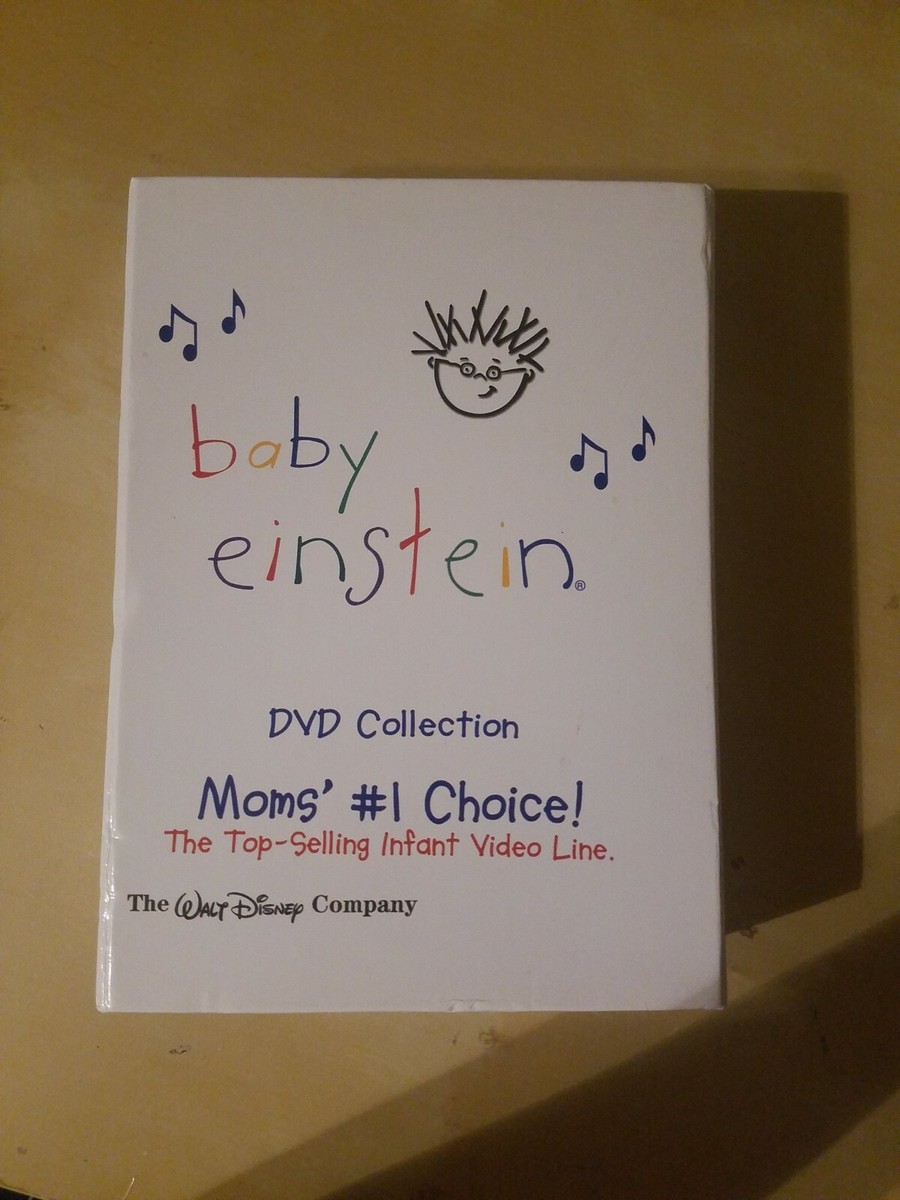 baby
einstein®
DVD Collection
Moms' #1 Choice!
The Top-Selling Infant Video Line.
The Walt Disney Company